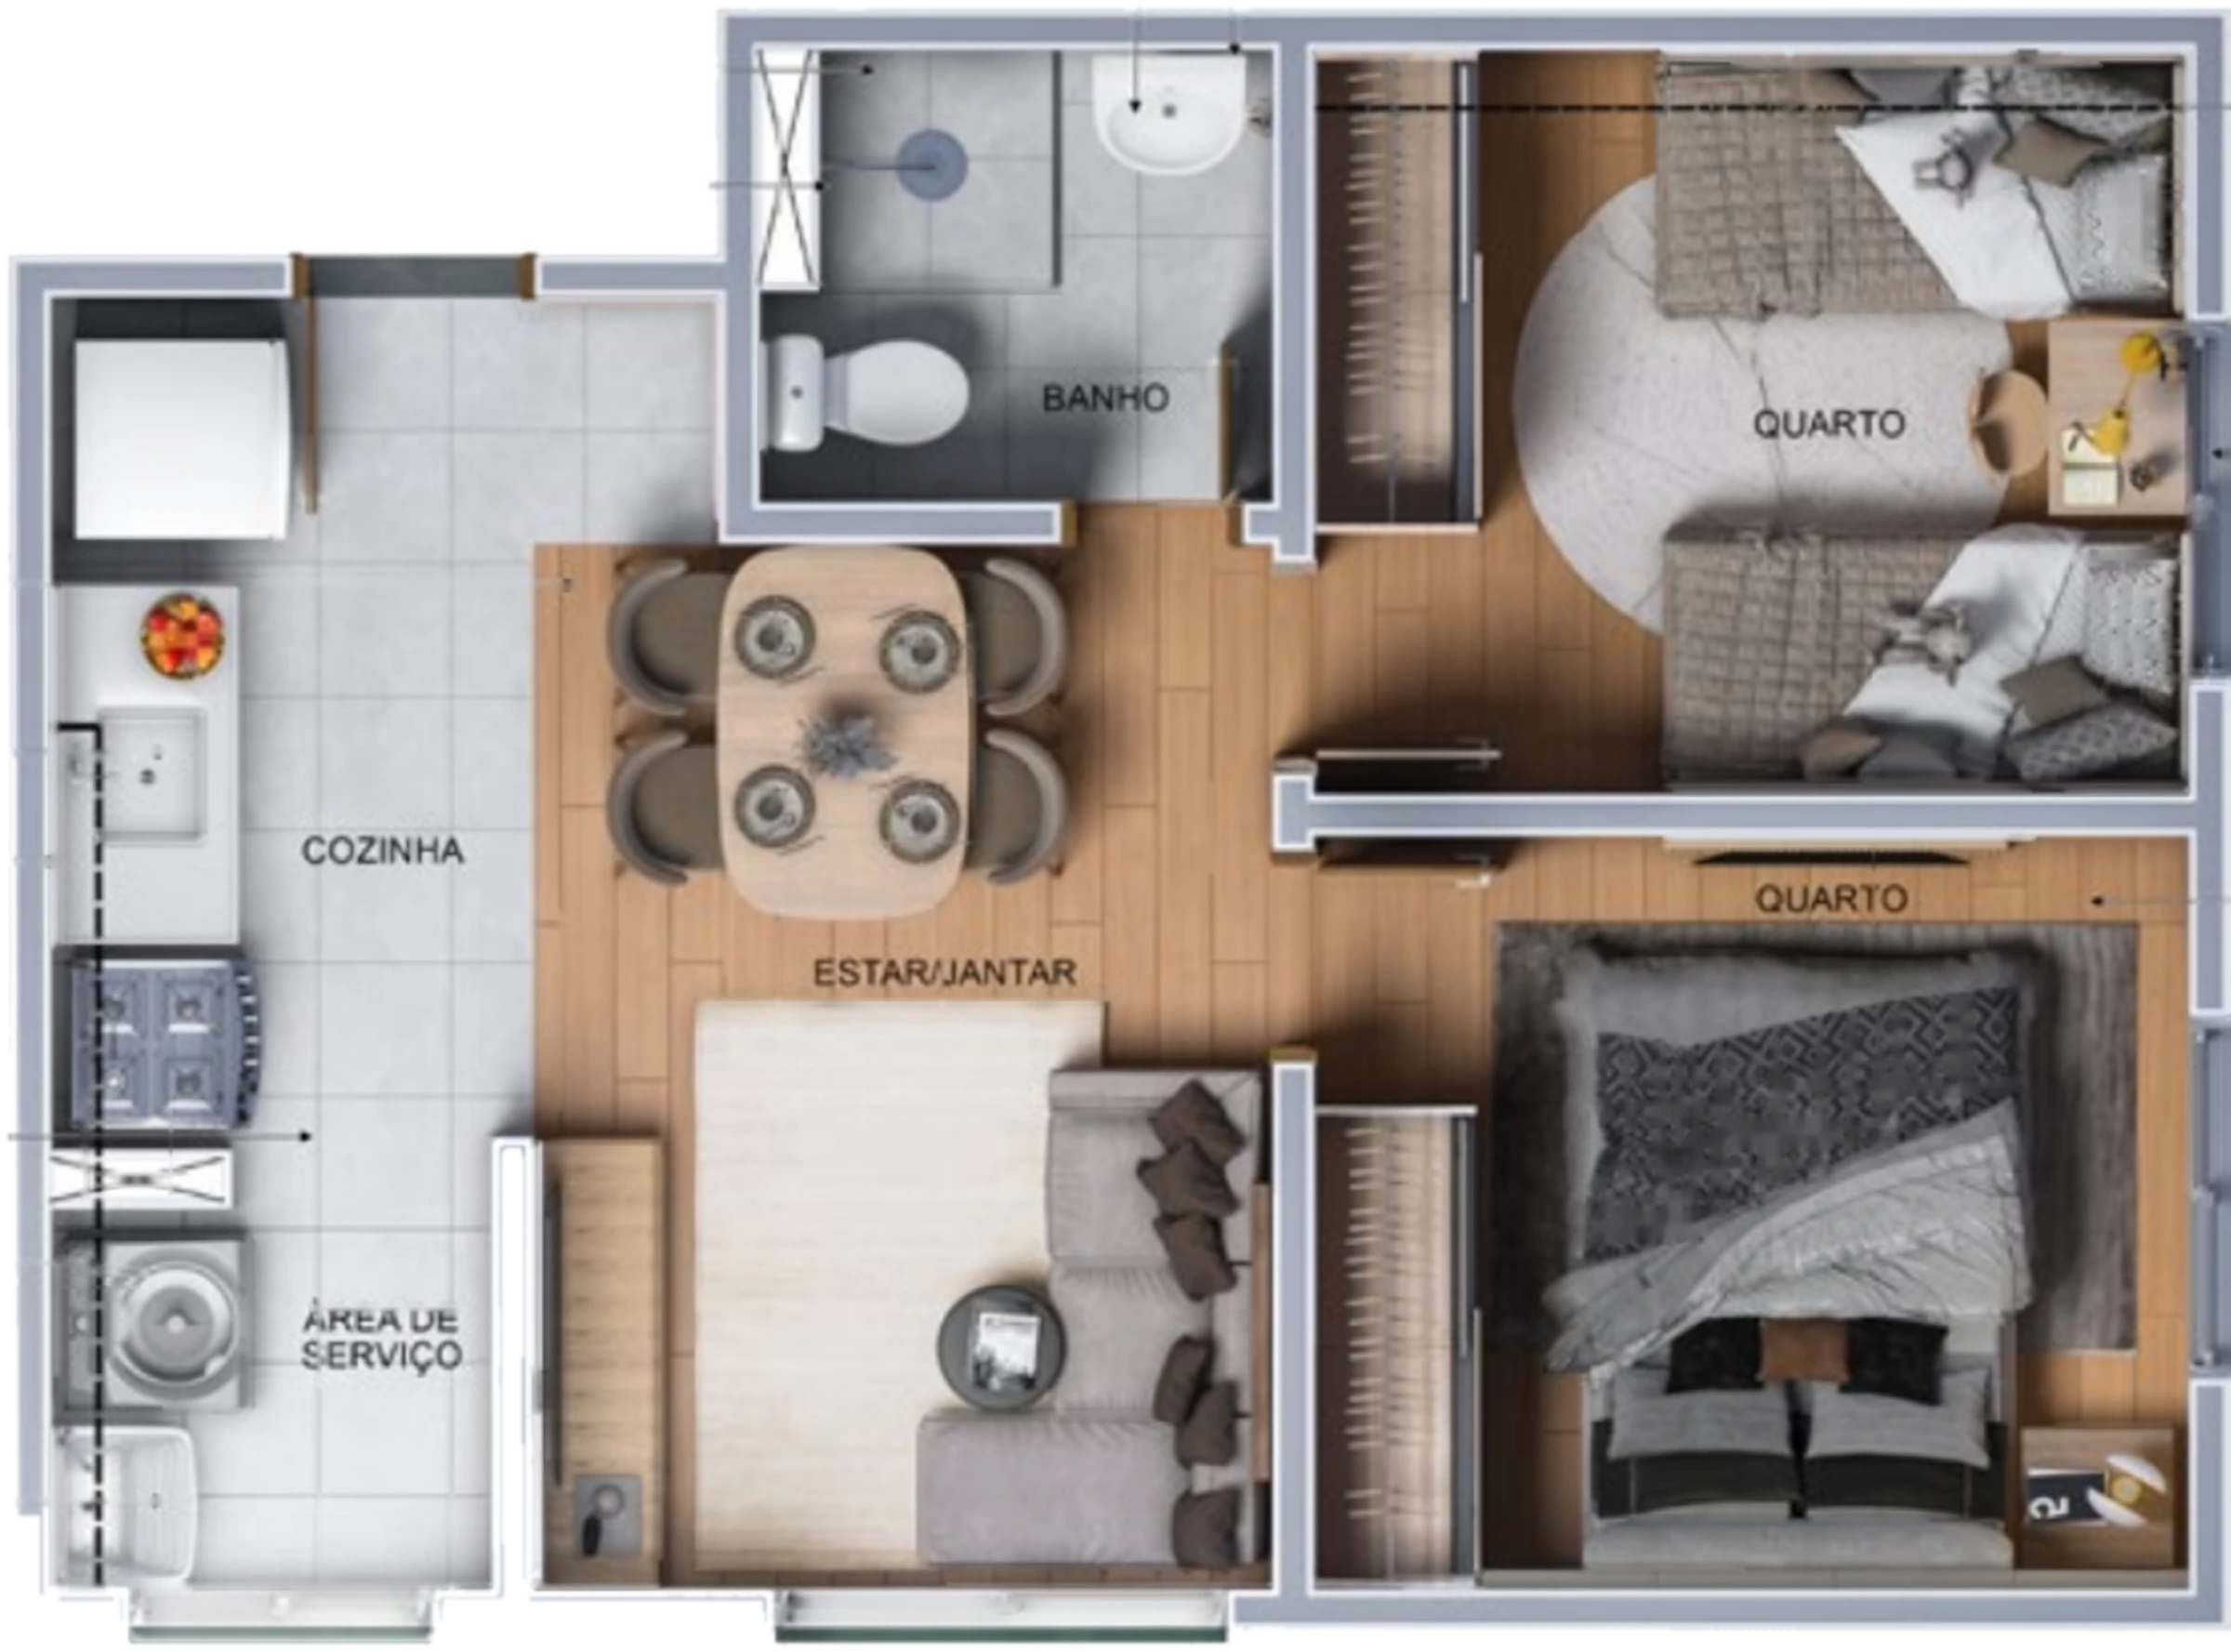 BANHO
QUARTO
COZINHA
QUARTO
ESTAR/JANTAR
ÁREA DE
SERVIÇO